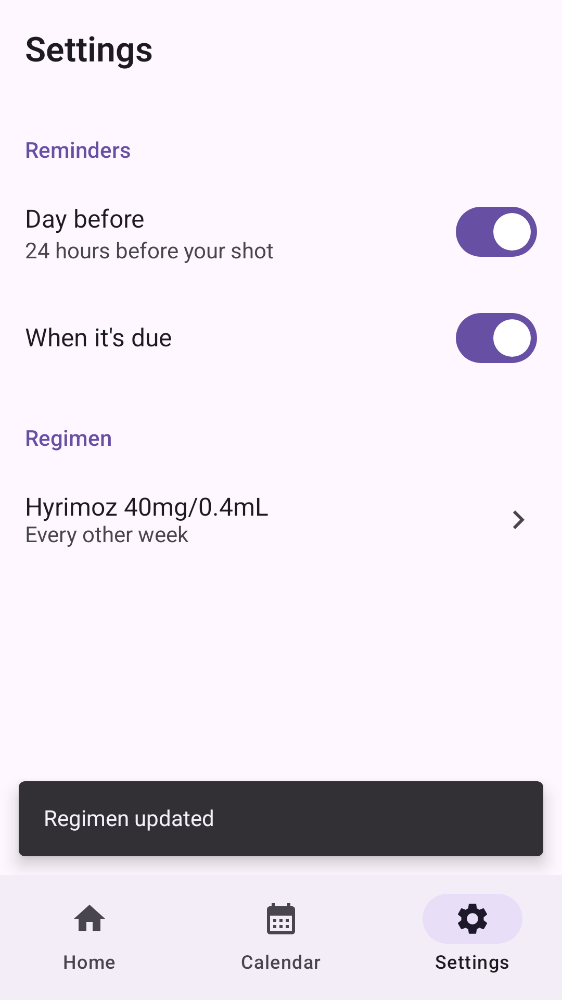 Settings
Reminders
Day before
24 hours before your shot
When it's due
Regimen
Hyrimoz 40mg/0.4mL
Every other week
Regimen updated
Home
Calendar
Settings